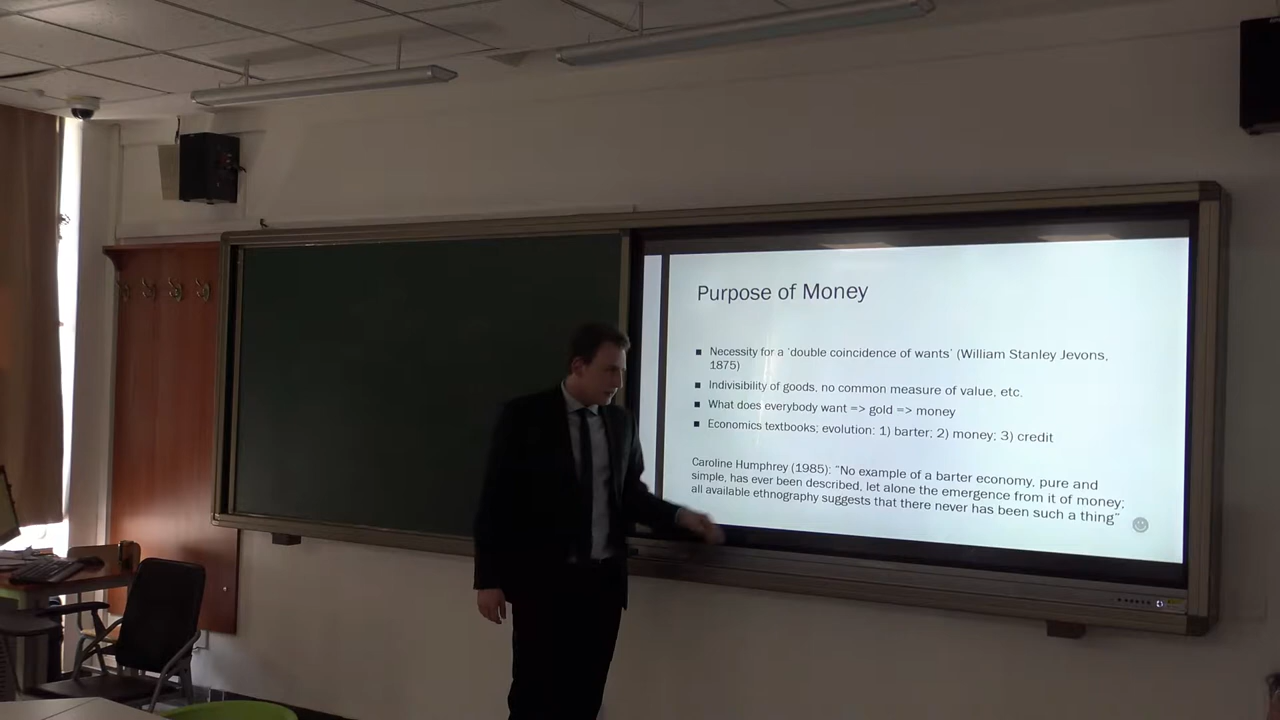 Purpose of Money
Necessity for a 'double coincidence of wants' (William Stanley Jevons,
1875)
Indivisibility of goods, no common measure of value, etc.
What does everybody want => gold => money
Economics textbooks; evolution: 1) barter; 2) money; 3) credit
Caroline Humphrey (1985): "No example of a barter economy, pure and
simple, has ever been described, let alone the emergence from it of money;
all available ethnography suggests that there never has been such a thing"